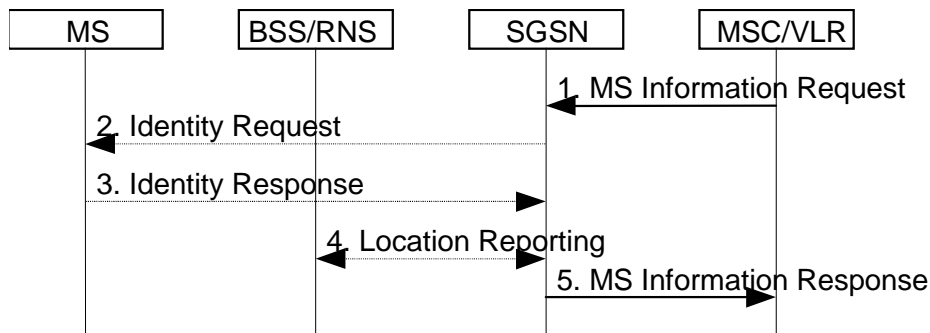 MS BSS/RNS SGSN MSC/VLR
1. MS Information Request
2. Identity Request
3. Identity Response
4. Location Reporting
5. MS Information Response